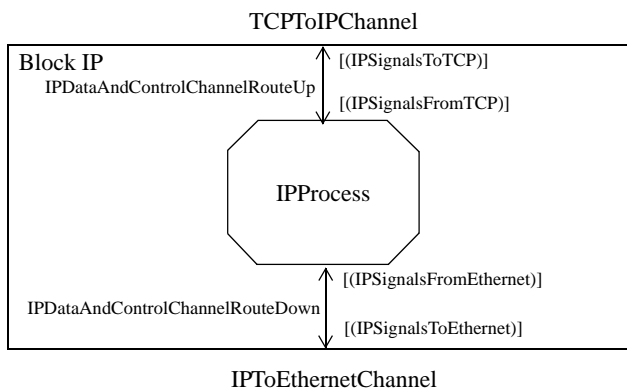 TCPToIPChannel
Block IP
[(IPSignalsToTCP)]
IPDataAndControlChannelRouteUp
[(IPSignalsFromTCP)]
IPProcess
[(IPSignalsFromEthernet)]
IPDataAndControlChannelRouteDown
[(IPSignalsToEthernet)]
IPToEthernetChannel